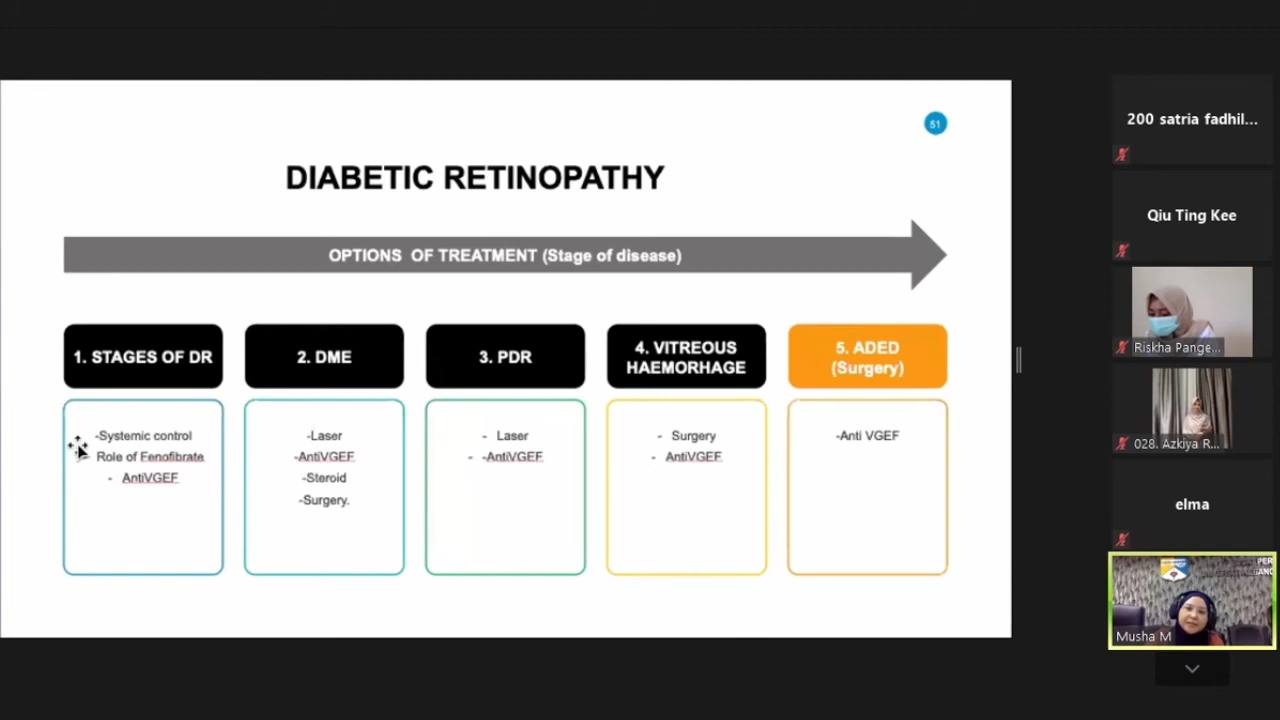 51
DIABETIC RETINOPATHY
OPTIONS OF TREATMENT (Stage of disease)
1. STAGES OF DR
-Systemic control
- Role of Fenofibrate
- AntiVGEF
2. DME
-Laser
-AntiVGEF
-Steroid
-Surgery.
3. PDR
- Laser
- -AntiVGEF
4. VITREOUS
HAEMORHAGE
- Surgery
- AntiVGEF
5. ADED
(Surgery)
-Anti VGEF
200 satria fadhil...
Qiu Ting Kee
Riskha Pange...
028. Azkiya R...
elma
PER
Musha M